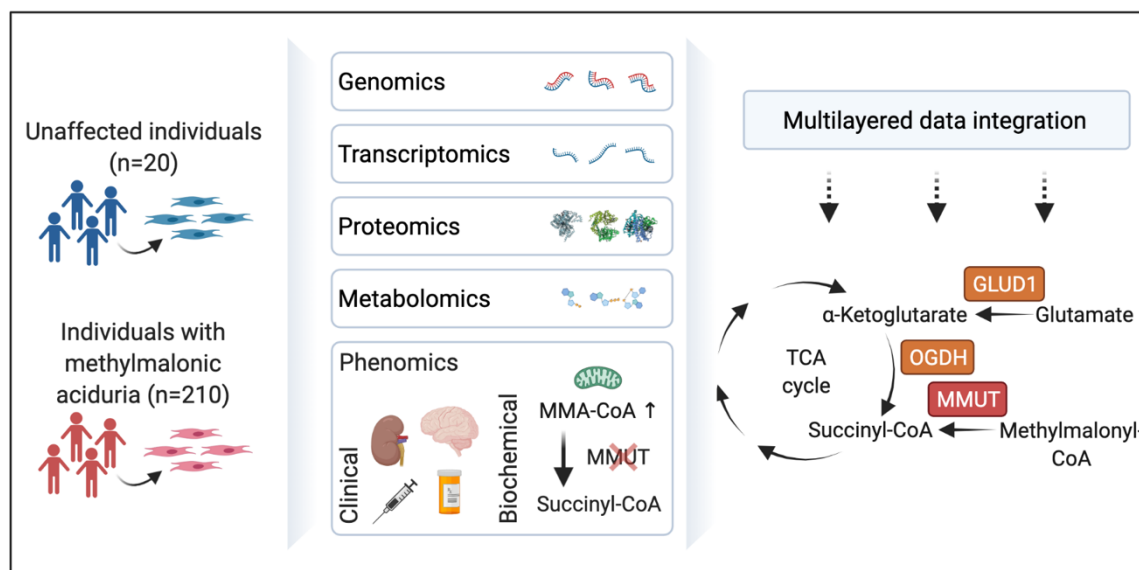 Unaffected individuals
(n=20)
Individuals with
methylmalonic
aciduria (n=210)
Genomics
Transcriptomics
Proteomics
Metabolomics
Phenomics
Clinical
Biochemical
MMA-CoA ↑
MMUT
Succinyl-CoA
Multilayered data integration
GLUD1
α-Ketoglutarate
Glutamate
TCA
cycle
OGDH
MMUT
Succinyl-CoA
Methylmalonyl-
CoA